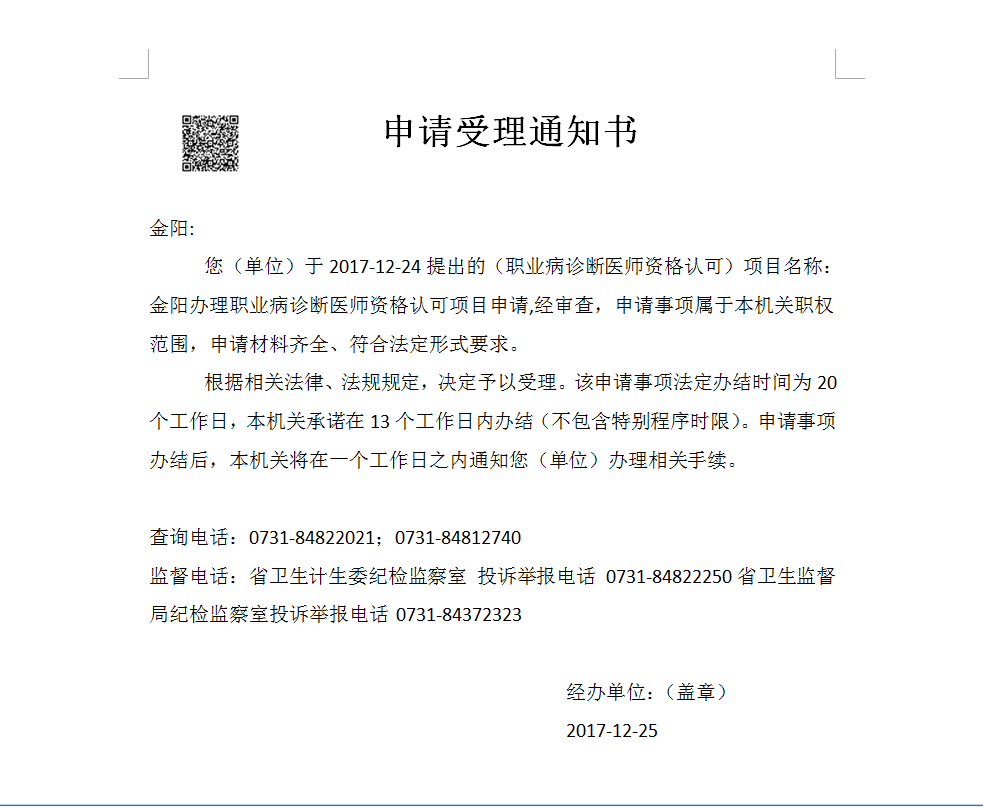 申请受理通知书
金阳:
您（单位）于 2017-12-24 提出的（职业病诊断医师资格认可）项目名称：
金阳办理职业病诊断医师资格认可项目申请,经审查，申请事项属于本机关职权
范围，申请材料齐全、符合法定形式要求。
根据相关法律、法规规定，决定予以受理。该申请事项法定办结时间为 20
个工作日，本机关承诺在 13 个工作日内办结（不包含特别程序时限）。申请事项
办结后，本机关将在一个工作日之内通知您（单位）办理相关手续。
查询电话：0731-84822021；0731-84812740
监督电话：省卫生计生委纪检监察室 投诉举报电话 0731-84822250 省卫生监督
局纪检监察室投诉举报电话 0731-84372323
经办单位：（盖章）
2017-12-25